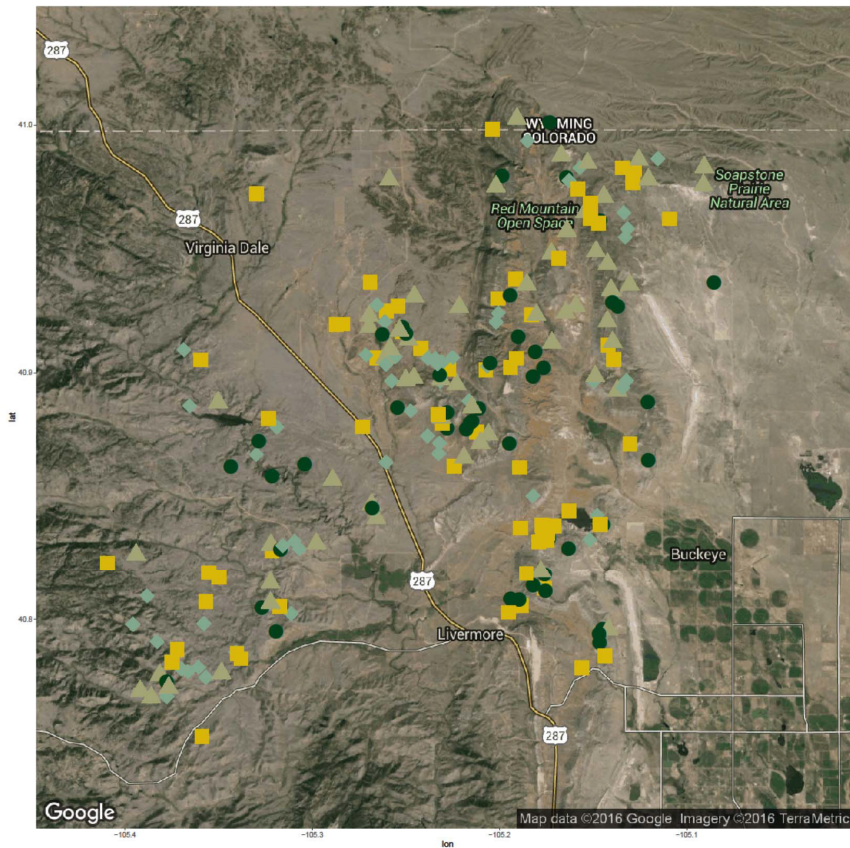 287
41.0
WYOMING
COLORADO
Soapstone
Prairie
Natural Area
Red Mountain
Open Space
287
Virginia Dale
40.9
lat
Buckeye
287
40.8
Livermore
287
Google
Map data ©2016 Google Imagery ©2016 TerraMetric
−105.4
−105.3
−105.2
−105.1
lon